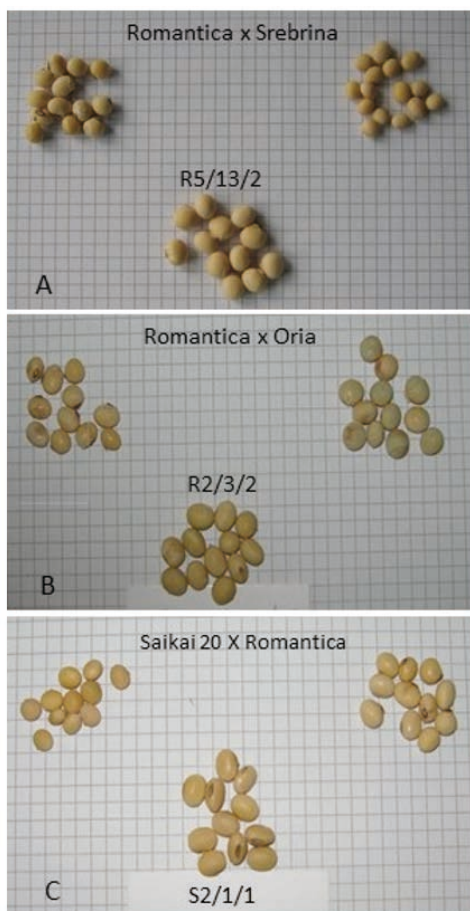 Romantica x Srebrina
R5/13/2
A
Romantica x Oria
R2/3/2
B
Saikai 20 X Romantica
C
S2/1/1